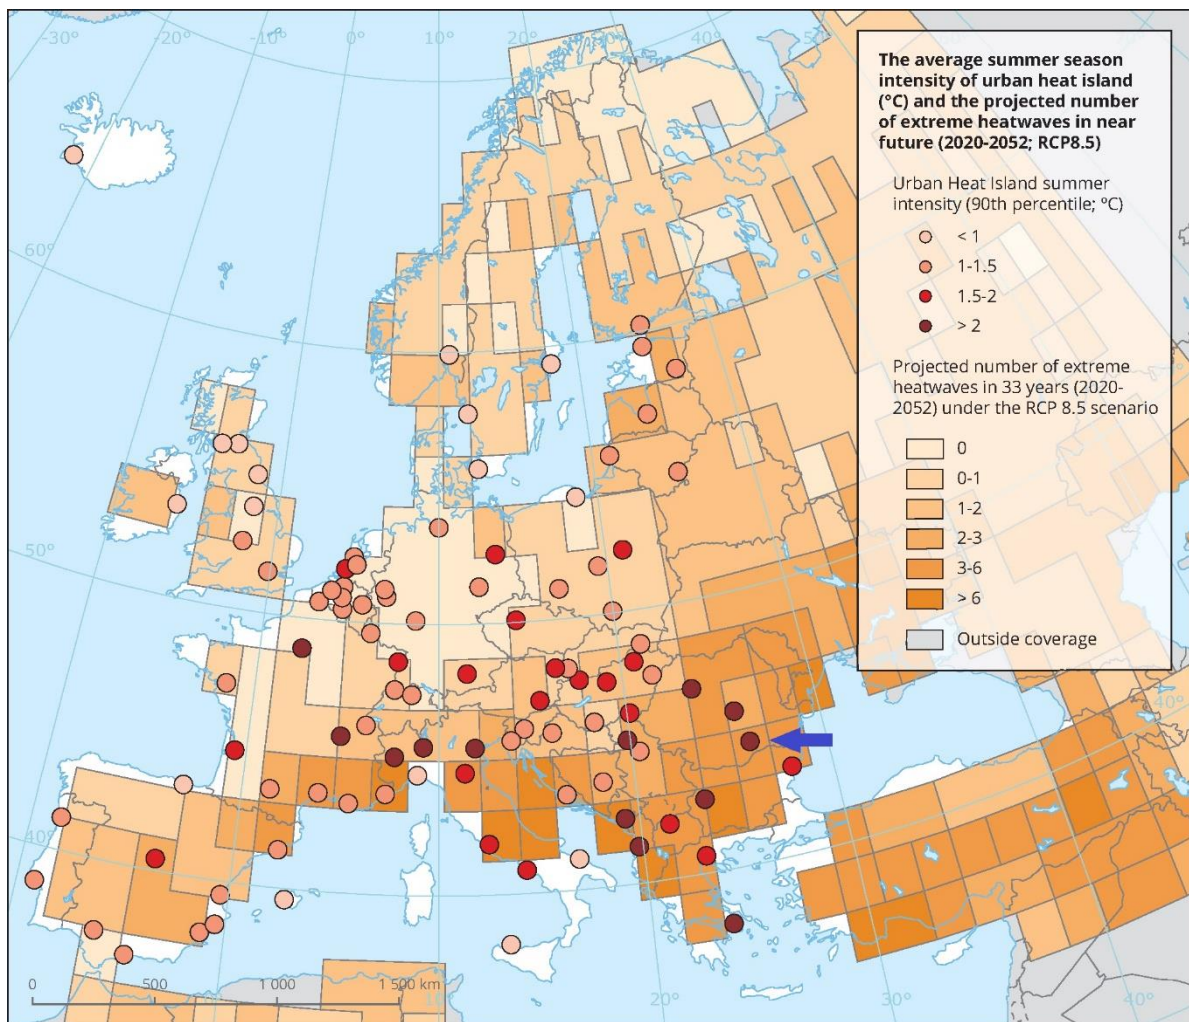 -30°
-20°
-10°
0°
10°
20°
30°
40°
50°
60°
50°
40°
The average summer season
intensity of urban heat island
(°C) and the projected number
of extreme heatwaves in near
future (2020-2052; RCP8.5)
Urban Heat Island summer
intensity (90th percentile; °C)
< 1
1-1.5
1.5-2
> 2
Projected number of extreme
heatwaves in 33 years (2020-
2052) under the RCP 8.5 scenario
0
0-1
1-2
2-3
3-6
> 6
Outside coverage
40°
0
500
1 000
1 500 km
10°
20°
30°
40°